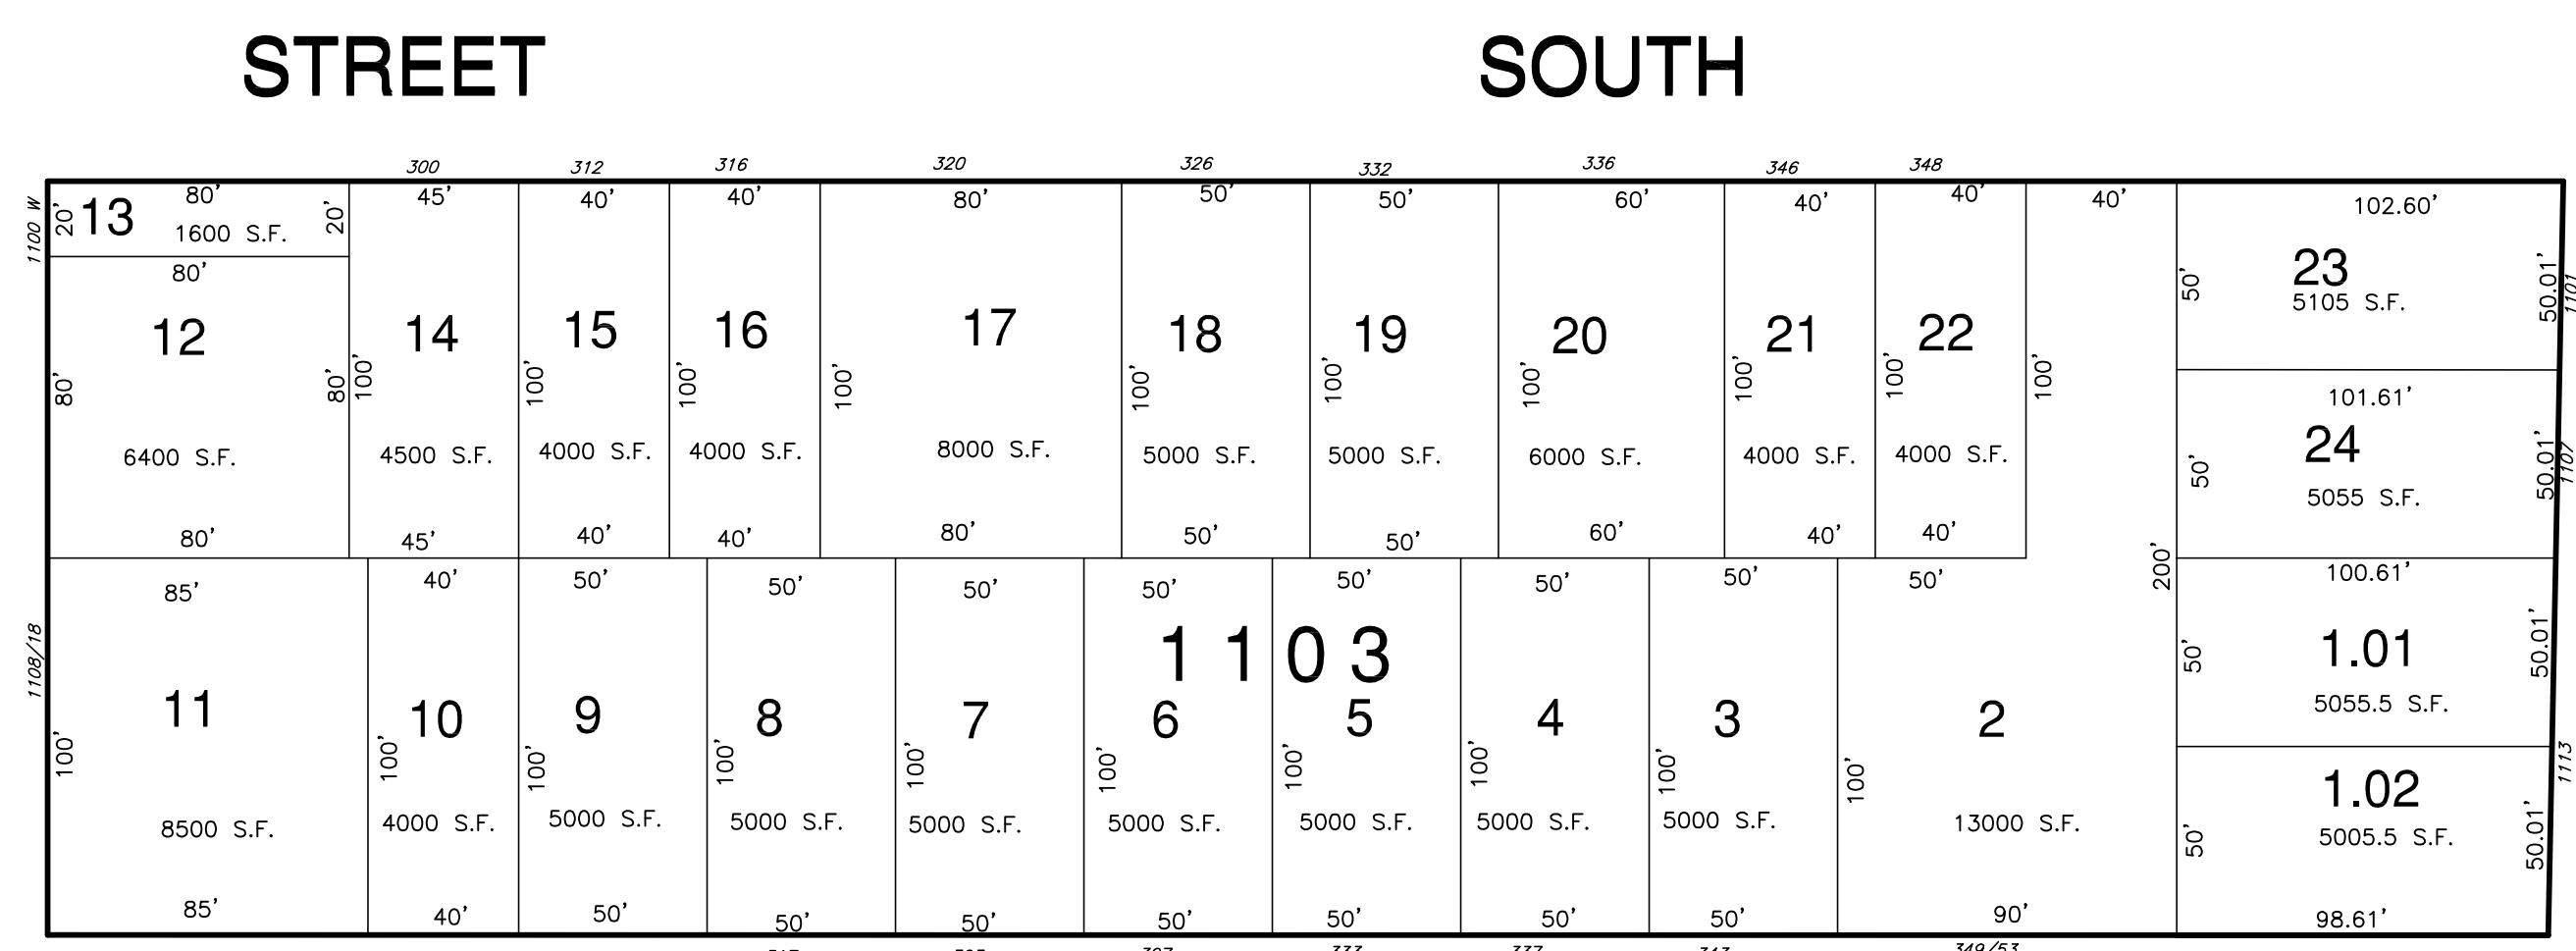 STREET SOUTH
300 312 316 320 326 332 336 346 348
1100 W 20' 13 80' 1600 S.F. 20' 45' 40' 40' 80' 50' 50' 60' 40' 40' 40' 102.60'
80' 23 5105 S.F. 50' 50.01' 1101
12 14 15 16 17 18 19 20 21 22
80' 80' 100' 100' 100' 100' 100' 100' 100' 100' 100' 100' 101.61'
6400 S.F. 4500 S.F. 4000 S.F. 4000 S.F. 8000 S.F. 5000 S.F. 5000 S.F. 6000 S.F. 4000 S.F. 4000 S.F. 50' 24 5055 S.F. 50.01' 1107
80' 45' 40' 40' 80' 50' 50' 60' 40' 40' 200'
85' 40' 50' 50' 50' 50' 50' 50' 50' 50' 100.61'
1108/18 1103 50' 1.01 5055.5 S.F. 50.01'
11 10 9 8 7 6 5 4 3 2
100' 100' 100' 100' 100' 100' 100' 100' 100' 100' 1.02 1113
8500 S.F. 4000 S.F. 5000 S.F. 5000 S.F. 5000 S.F. 5000 S.F. 5000 S.F. 5000 S.F. 5000 S.F. 13000 S.F. 50' 5005.5 S.F. 50.01'
85' 40' 50' 50' 50' 50' 50' 50' 50' 90' 98.61'
349/53